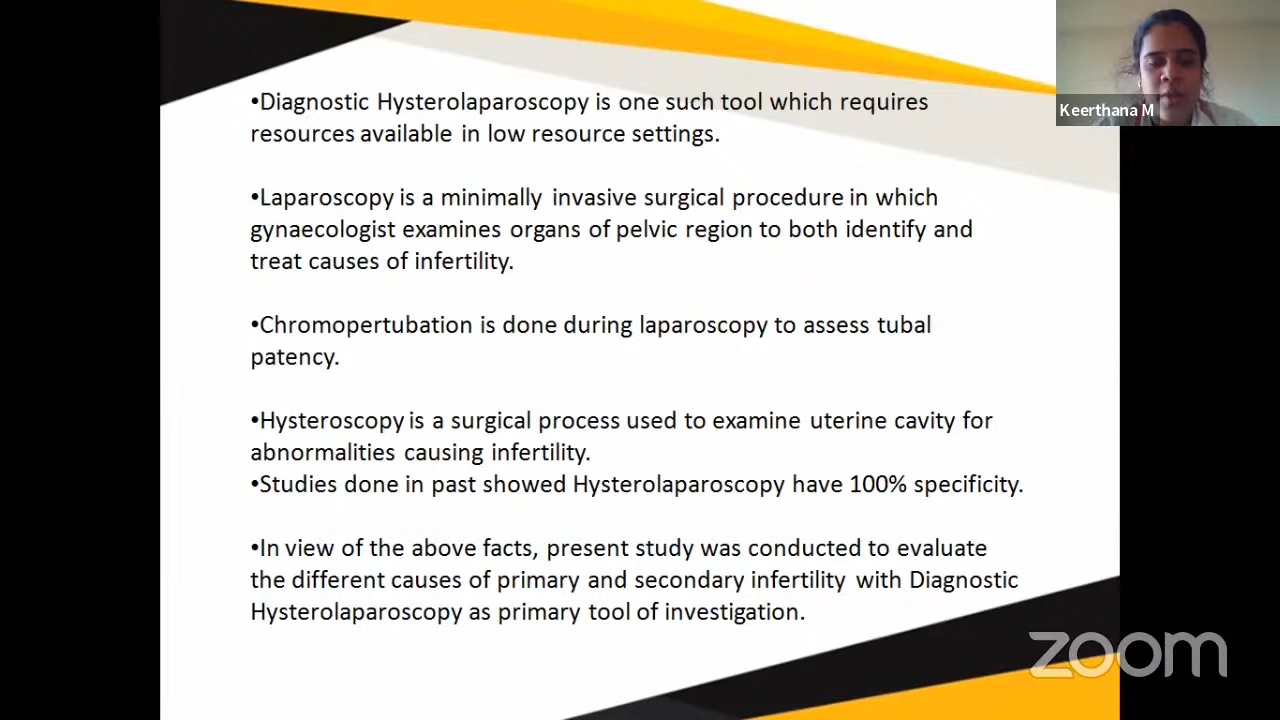 •Diagnostic Hysterolaparoscopy is one such tool which requires
resources available in low resource settings.
•Laparoscopy is a minimally invasive surgical procedure in which
gynaecologist examines organs of pelvic region to both identify and
treat causes of infertility.
•Chromopertubation is done during laparoscopy to assess tubal
patency.
•Hysteroscopy is a surgical process used to examine uterine cavity for
abnormalities causing infertility.
•Studies done in past showed Hysterolaparoscopy have 100% specificity.
•In view of the above facts, present study was conducted to evaluate
the different causes of primary and secondary infertility with Diagnostic
Hysterolaparoscopy as primary tool of investigation.
Keerthana M
zoom